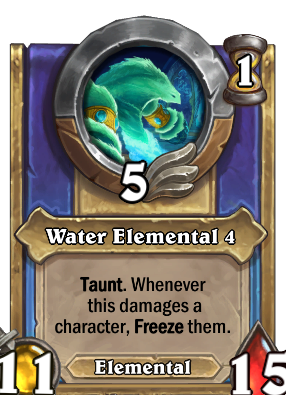 1
5
Water Elemental 4
Taunt. Whenever
this damages a
character, Freeze them.
Elemental
11
15